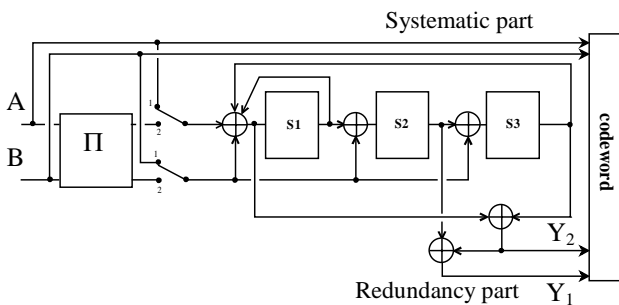 Systematic part
A
1
2
Π
B
1
2
S1
S2
S3
codeword
Y2
Y1
Redundancy part